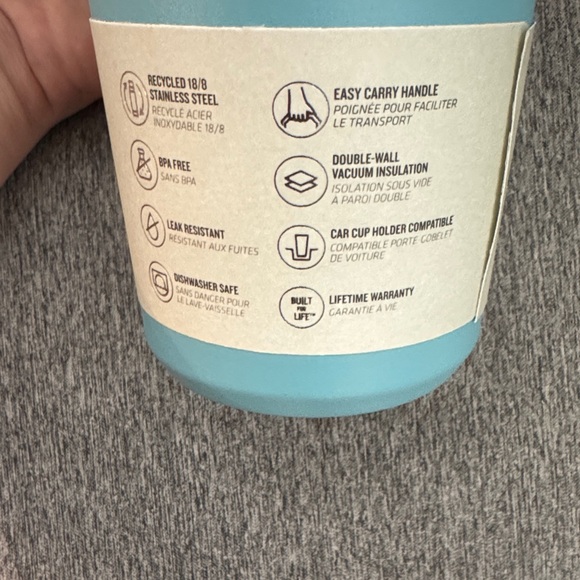 RECYCLED 18/8
STAINLESS STEEL
RECYCLÉ ACIER
INOXYDABLE 18/8
BPA FREE
SANS BPA
LEAK RESISTANT
RÉSISTANT AUX FUITES
DISHWASHER SAFE
SANS DANGER POUR
LE LAVE-VAISSELLE
EASY CARRY HANDLE
POIGNÉE POUR FACILITER
LE TRANSPORT
DOUBLE-WALL
VACUUM INSULATION
ISOLATION SOUS VIDE
À PAROI DOUBLE
CAR CUP HOLDER COMPATIBLE
COMPATIBLE PORTE GOBELET
DE VOITURE
BUILT
FOR
LIFE™
LIFETIME WARRANTY
GARANTIE À VIE